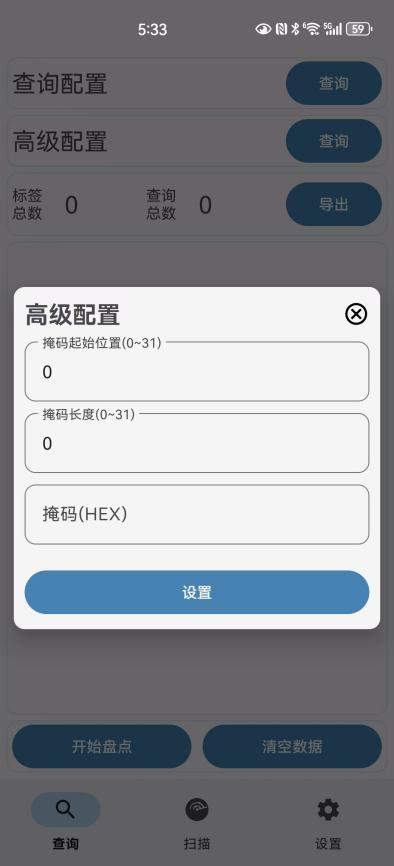 5:33
6
5G
59
查询配置
查询
高级配置
查询
标签
总数
0
查询
总数
0
导出
高级配置
掩码起始位置(0~31)
0
掩码长度(0~31)
0
掩码(HEX)
设置
开始盘点
清空数据
查询
扫描
设置